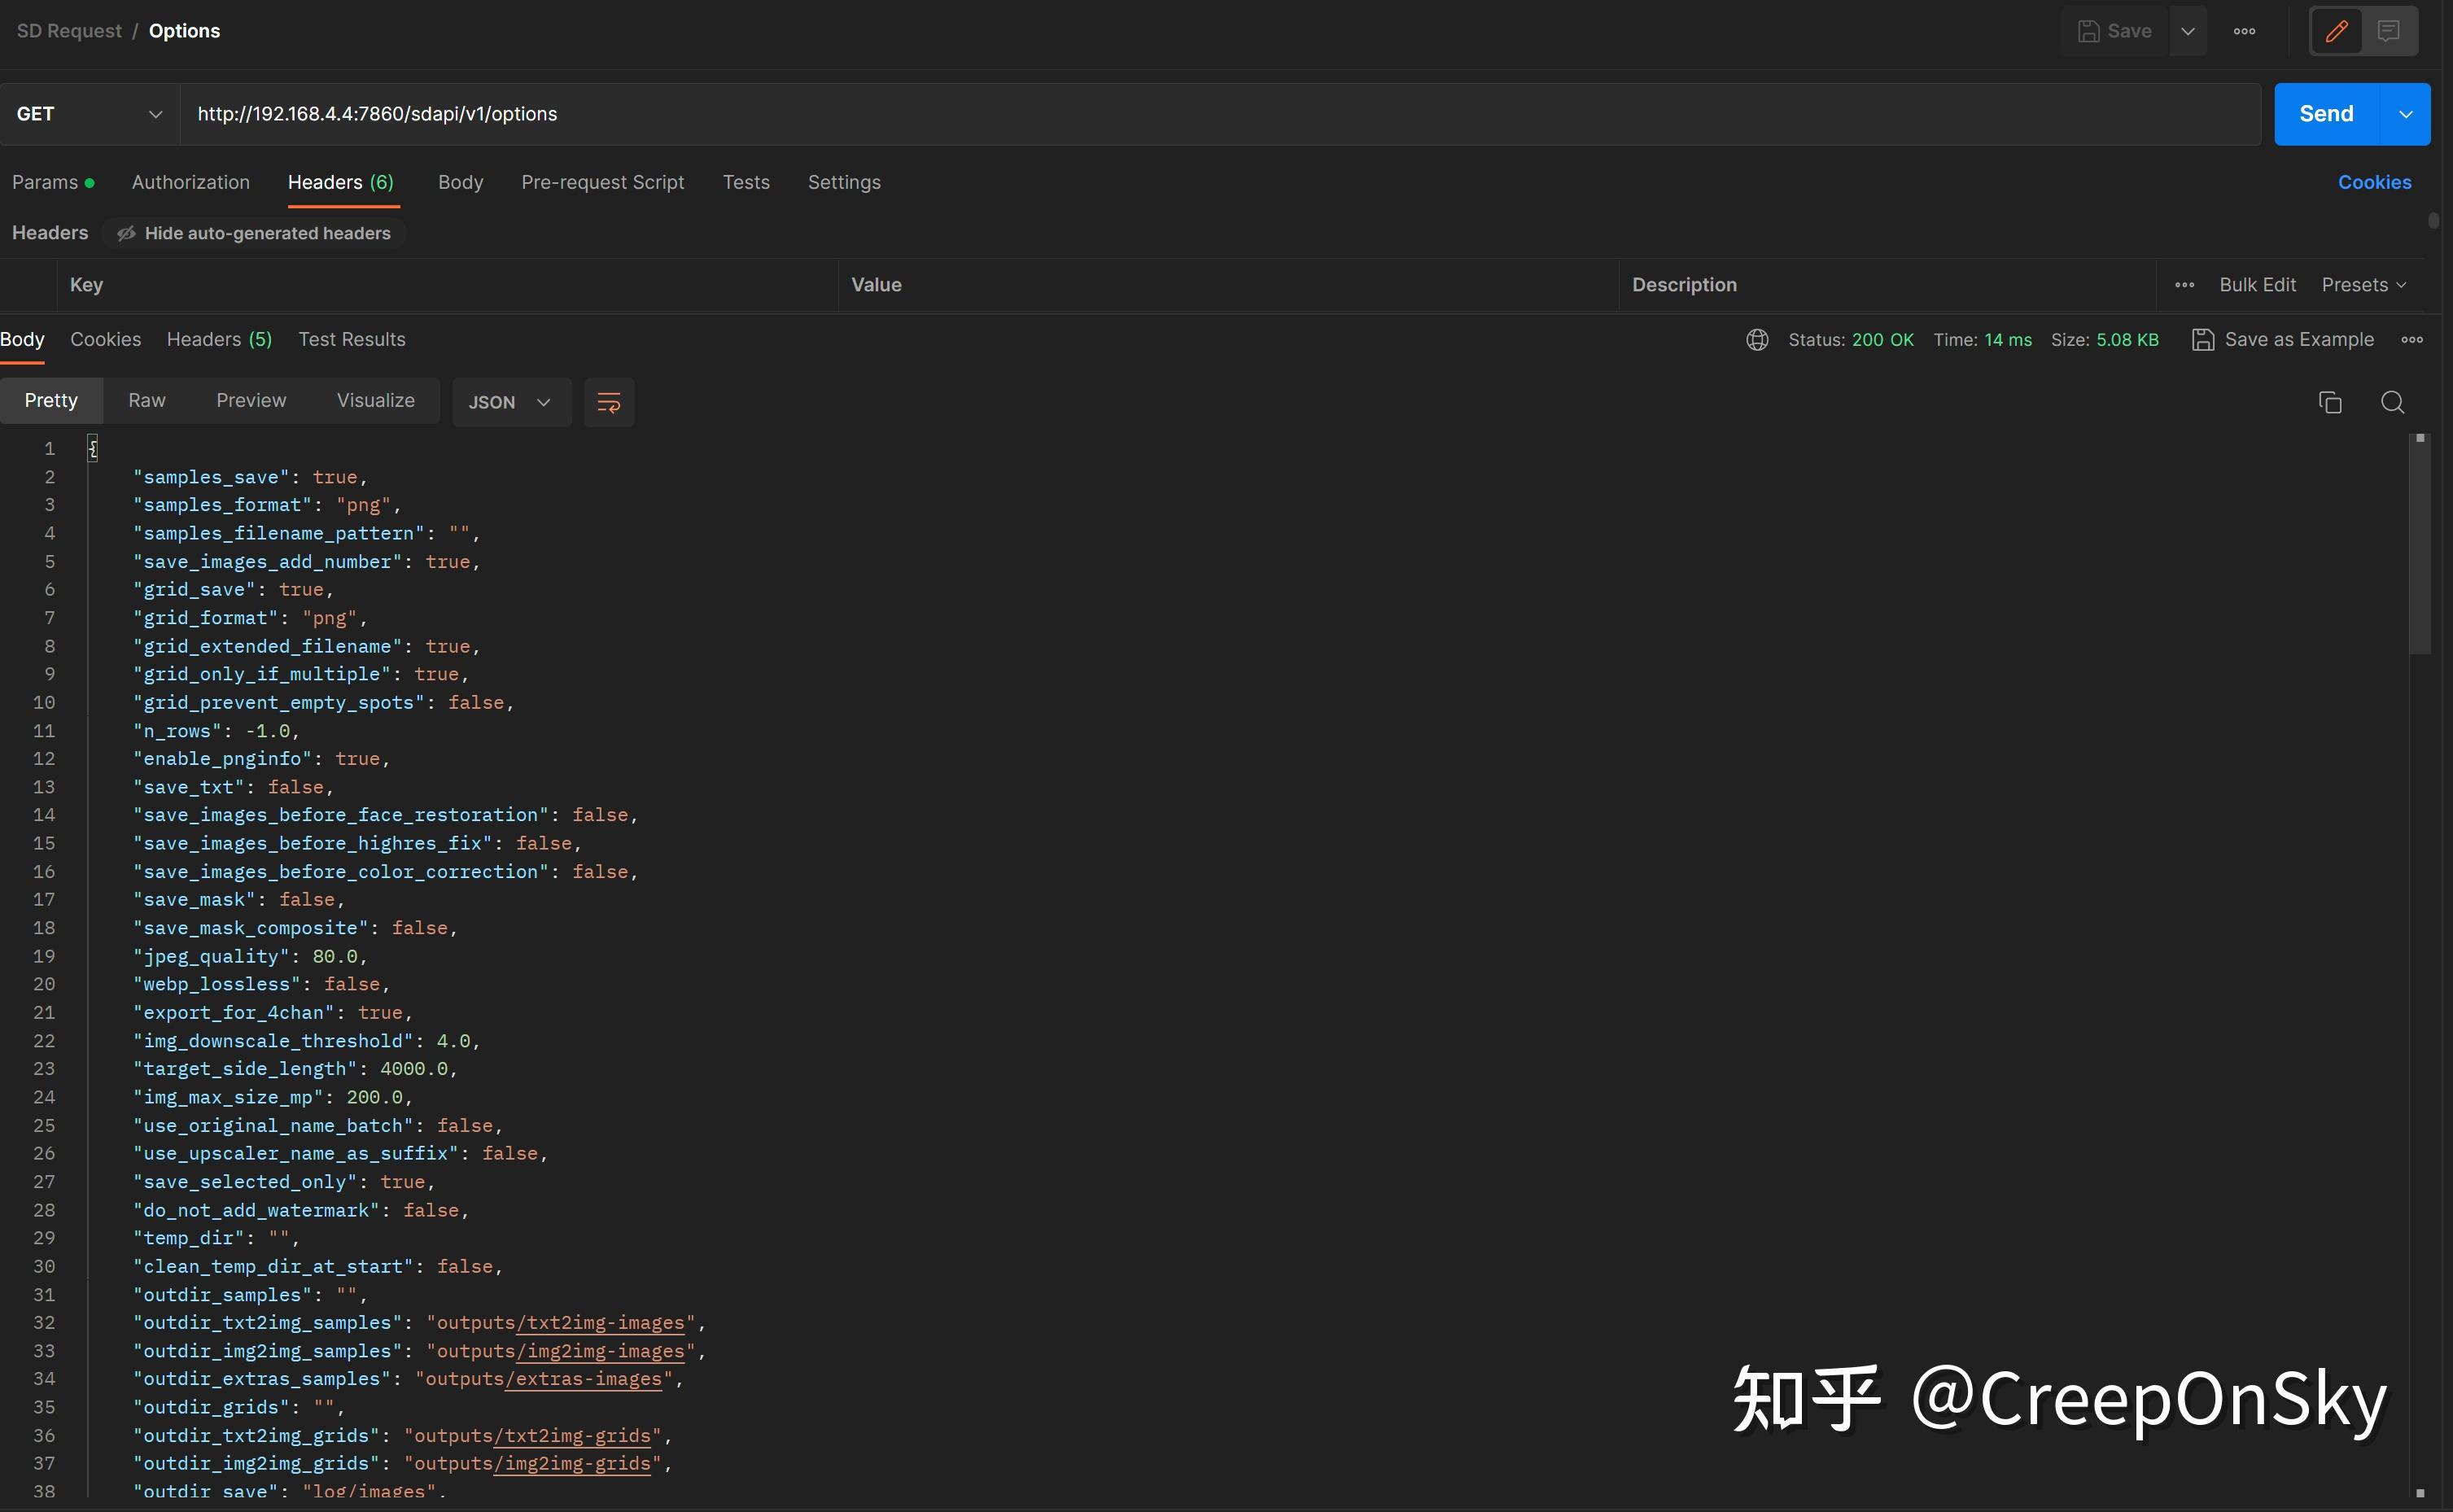 SD Request / Options
Save
GET
http://192.168.4.4:7860/sdapi/v1/options
Send
Params Authorization Headers (6) Body Pre-request Script Tests Settings Cookies
Headers Hide auto-generated headers
Key Value Description Bulk Edit Presets
Body Cookies Headers (5) Test Results Status: 200 OK Time: 14 ms Size: 5.08 KB Save as Example
Pretty Raw Preview Visualize JSON
1 {
2 "samples_save": true,
3 "samples_format": "png",
4 "samples_filename_pattern": "",
5 "save_images_add_number": true,
6 "grid_save": true,
7 "grid_format": "png",
8 "grid_extended_filename": true,
9 "grid_only_if_multiple": true,
10 "grid_prevent_empty_spots": false,
11 "n_rows": -1.0,
12 "enable_pnginfo": true,
13 "save_txt": false,
14 "save_images_before_face_restoration": false,
15 "save_images_before_highres_fix": false,
16 "save_images_before_color_correction": false,
17 "save_mask": false,
18 "save_mask_composite": false,
19 "jpeg_quality": 80.0,
20 "webp_lossless": false,
21 "export_for_4chan": true,
22 "img_downscale_threshold": 4.0,
23 "target_side_length": 4000.0,
24 "img_max_size_mp": 200.0,
25 "use_original_name_batch": false,
26 "use_upscaler_name_as_suffix": false,
27 "save_selected_only": true,
28 "do_not_add_watermark": false,
29 "temp_dir": "",
30 "clean_temp_dir_at_start": false,
31 "outdir_samples": "",
32 "outdir_txt2img_samples": "outputs/txt2img-images",
33 "outdir_img2img_samples": "outputs/img2img-images",
34 "outdir_extras_samples": "outputs/extras-images",
35 "outdir_grids": "",
36 "outdir_txt2img_grids": "outputs/txt2img-grids",
37 "outdir_img2img_grids": "outputs/img2img-grids",
38 "outdir_save": "log/images",
知乎 @CreepOnSky